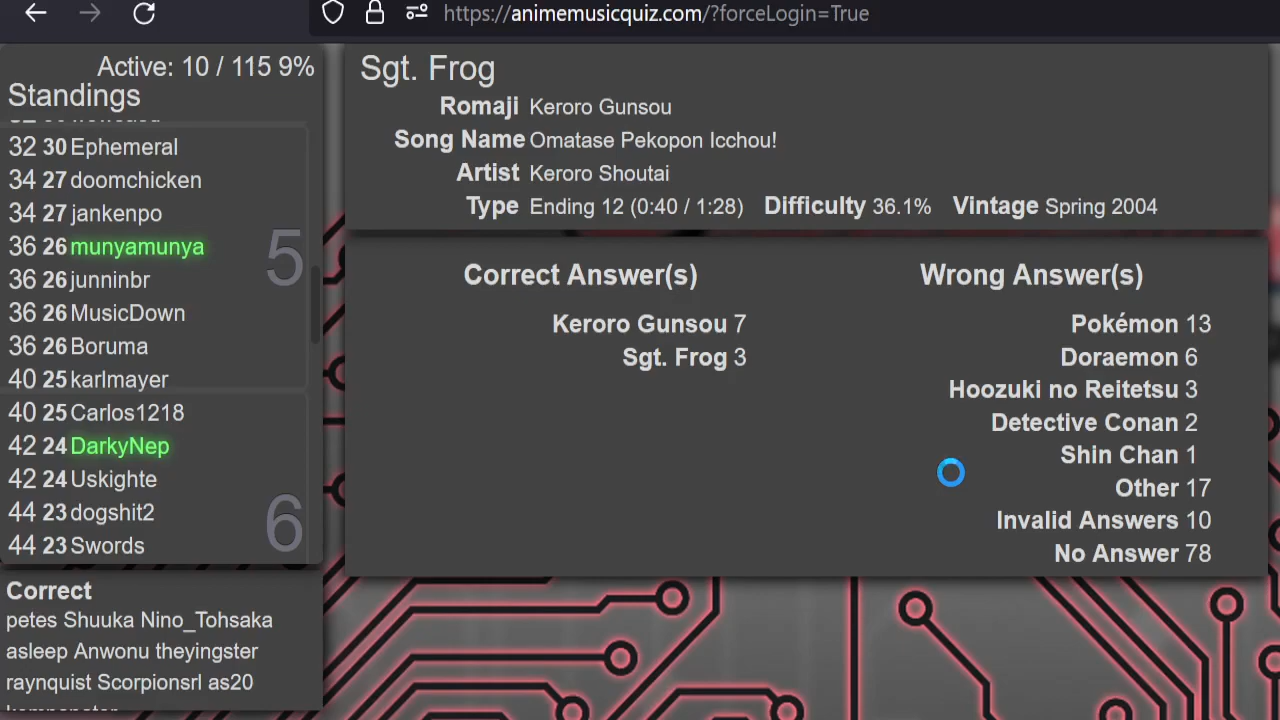 https://animemusicquiz.com/?forceLogin=True
Active: 10 / 115 9%
Standings
32 30 Ephemeral
34 27 doomchicken
34 27 jankenpo
36 26 munyamunya
5
36 26 junninbr
36 26 MusicDown
36 26 Boruma
40 25 karlmayer
40 25 Carlos1218
42 24 DarkyNep
42 24 Uskighte
44 23 dogshit2
6
44 23 Swords
Correct
petes Shuuka Nino_Tohsaka
asleep Anwonu theyingster
raynquist Scorpionsrl as20
Sgt. Frog
Romaji Keroro Gunsou
Song Name Omatase Pekopon Icchou!
Artist Keroro Shoutai
Type Ending 12 (0:40 / 1:28) Difficulty 36.1% Vintage Spring 2004
Correct Answer(s)
Keroro Gunsou 7
Sgt. Frog 3
Wrong Answer(s)
Pokémon 13
Doraemon 6
Hoozuki no Reitetsu 3
Detective Conan 2
Shin Chan 1
Other 17
Invalid Answers 10
No Answer 78